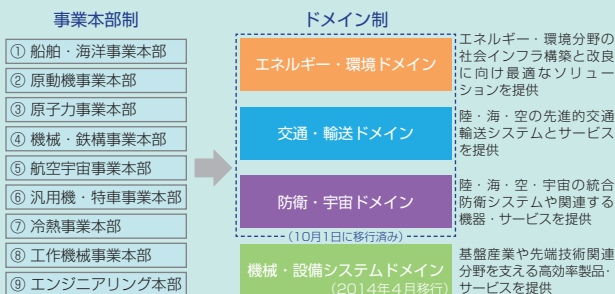 事業本部制
① 船舶・海洋事業本部
② 原動機事業本部
③ 原子力事業本部
④ 機械・鉄構事業本部
⑤ 航空宇宙事業本部
⑥ 汎用機・特車事業本部
⑦ 冷熱事業本部
⑧ 工作機械事業本部
⑨ エンジニアリング本部
ドメイン制
エネルギー・環境ドメイン
エネルギー・環境分野の
社会インフラ構築と改良
に向け最適なソリュー
ションを提供
交通・輸送ドメイン
陸・海・空の先進的交通
輸送システムとサービス
を提供
防衛・宇宙ドメイン
陸・海・空・宇宙の統合
防衛システムや関連する
機器・サービスを提供
(10月1日に移行済み)
機械・設備システムドメイン
(2014年4月移行)
基盤産業や先端技術関連
分野を支える高効率製品・
サービスを提供